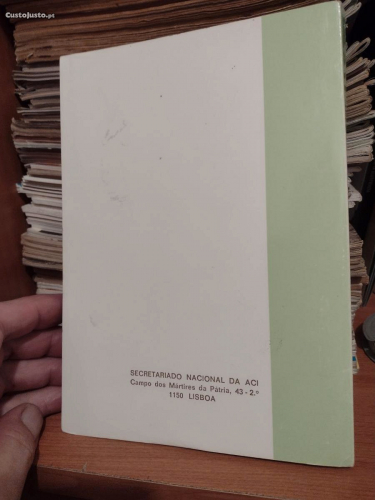 CustoJusto.pt
SECRETARIADO NACIONAL DA ACI
Campo dos Mártires da Pátria, 43-2.º
1150 LISBOA